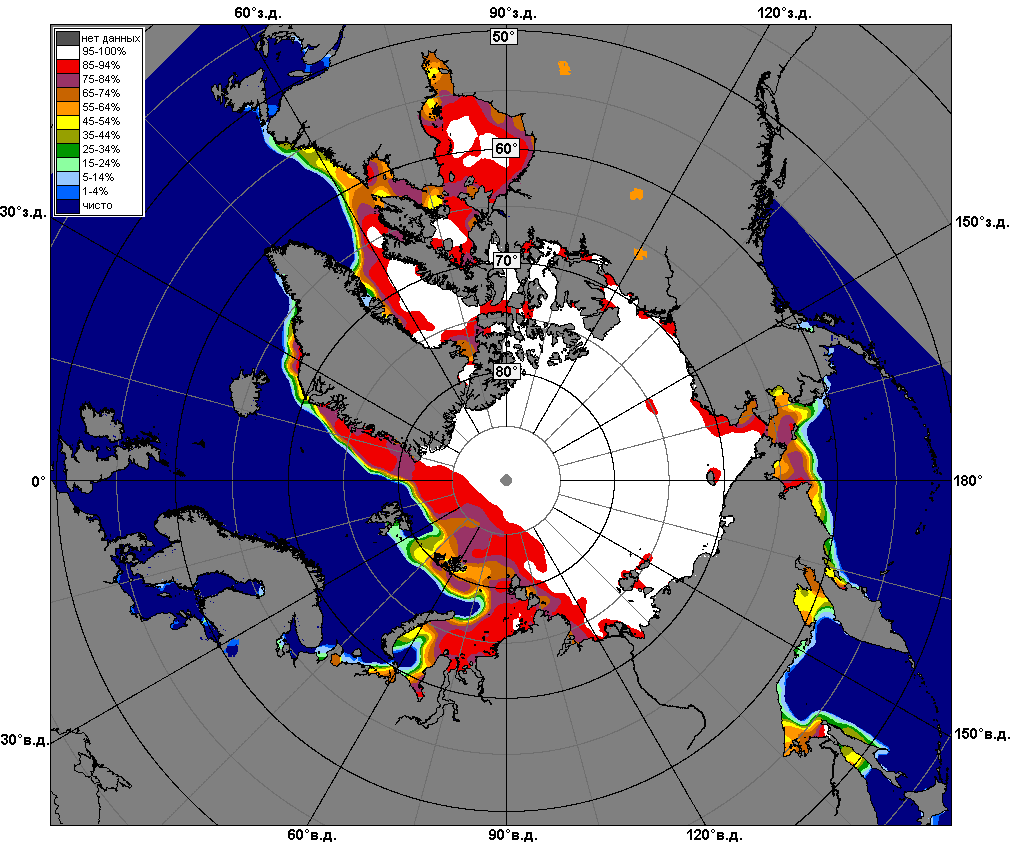 60°з.д.
90°з.д.
120°з.д.
50°
нет данных
95-100%
85-94%
75-84%
65-74%
55-64%
45-54%
35-44%
25-34%
15-24%
5-14%
1-4%
чисто
60°
30°з.д.
150°з.д.
70°
80°
0°
180°
30°в.д.
150°в.д.
60°в.д.
90°в.д.
120°в.д.